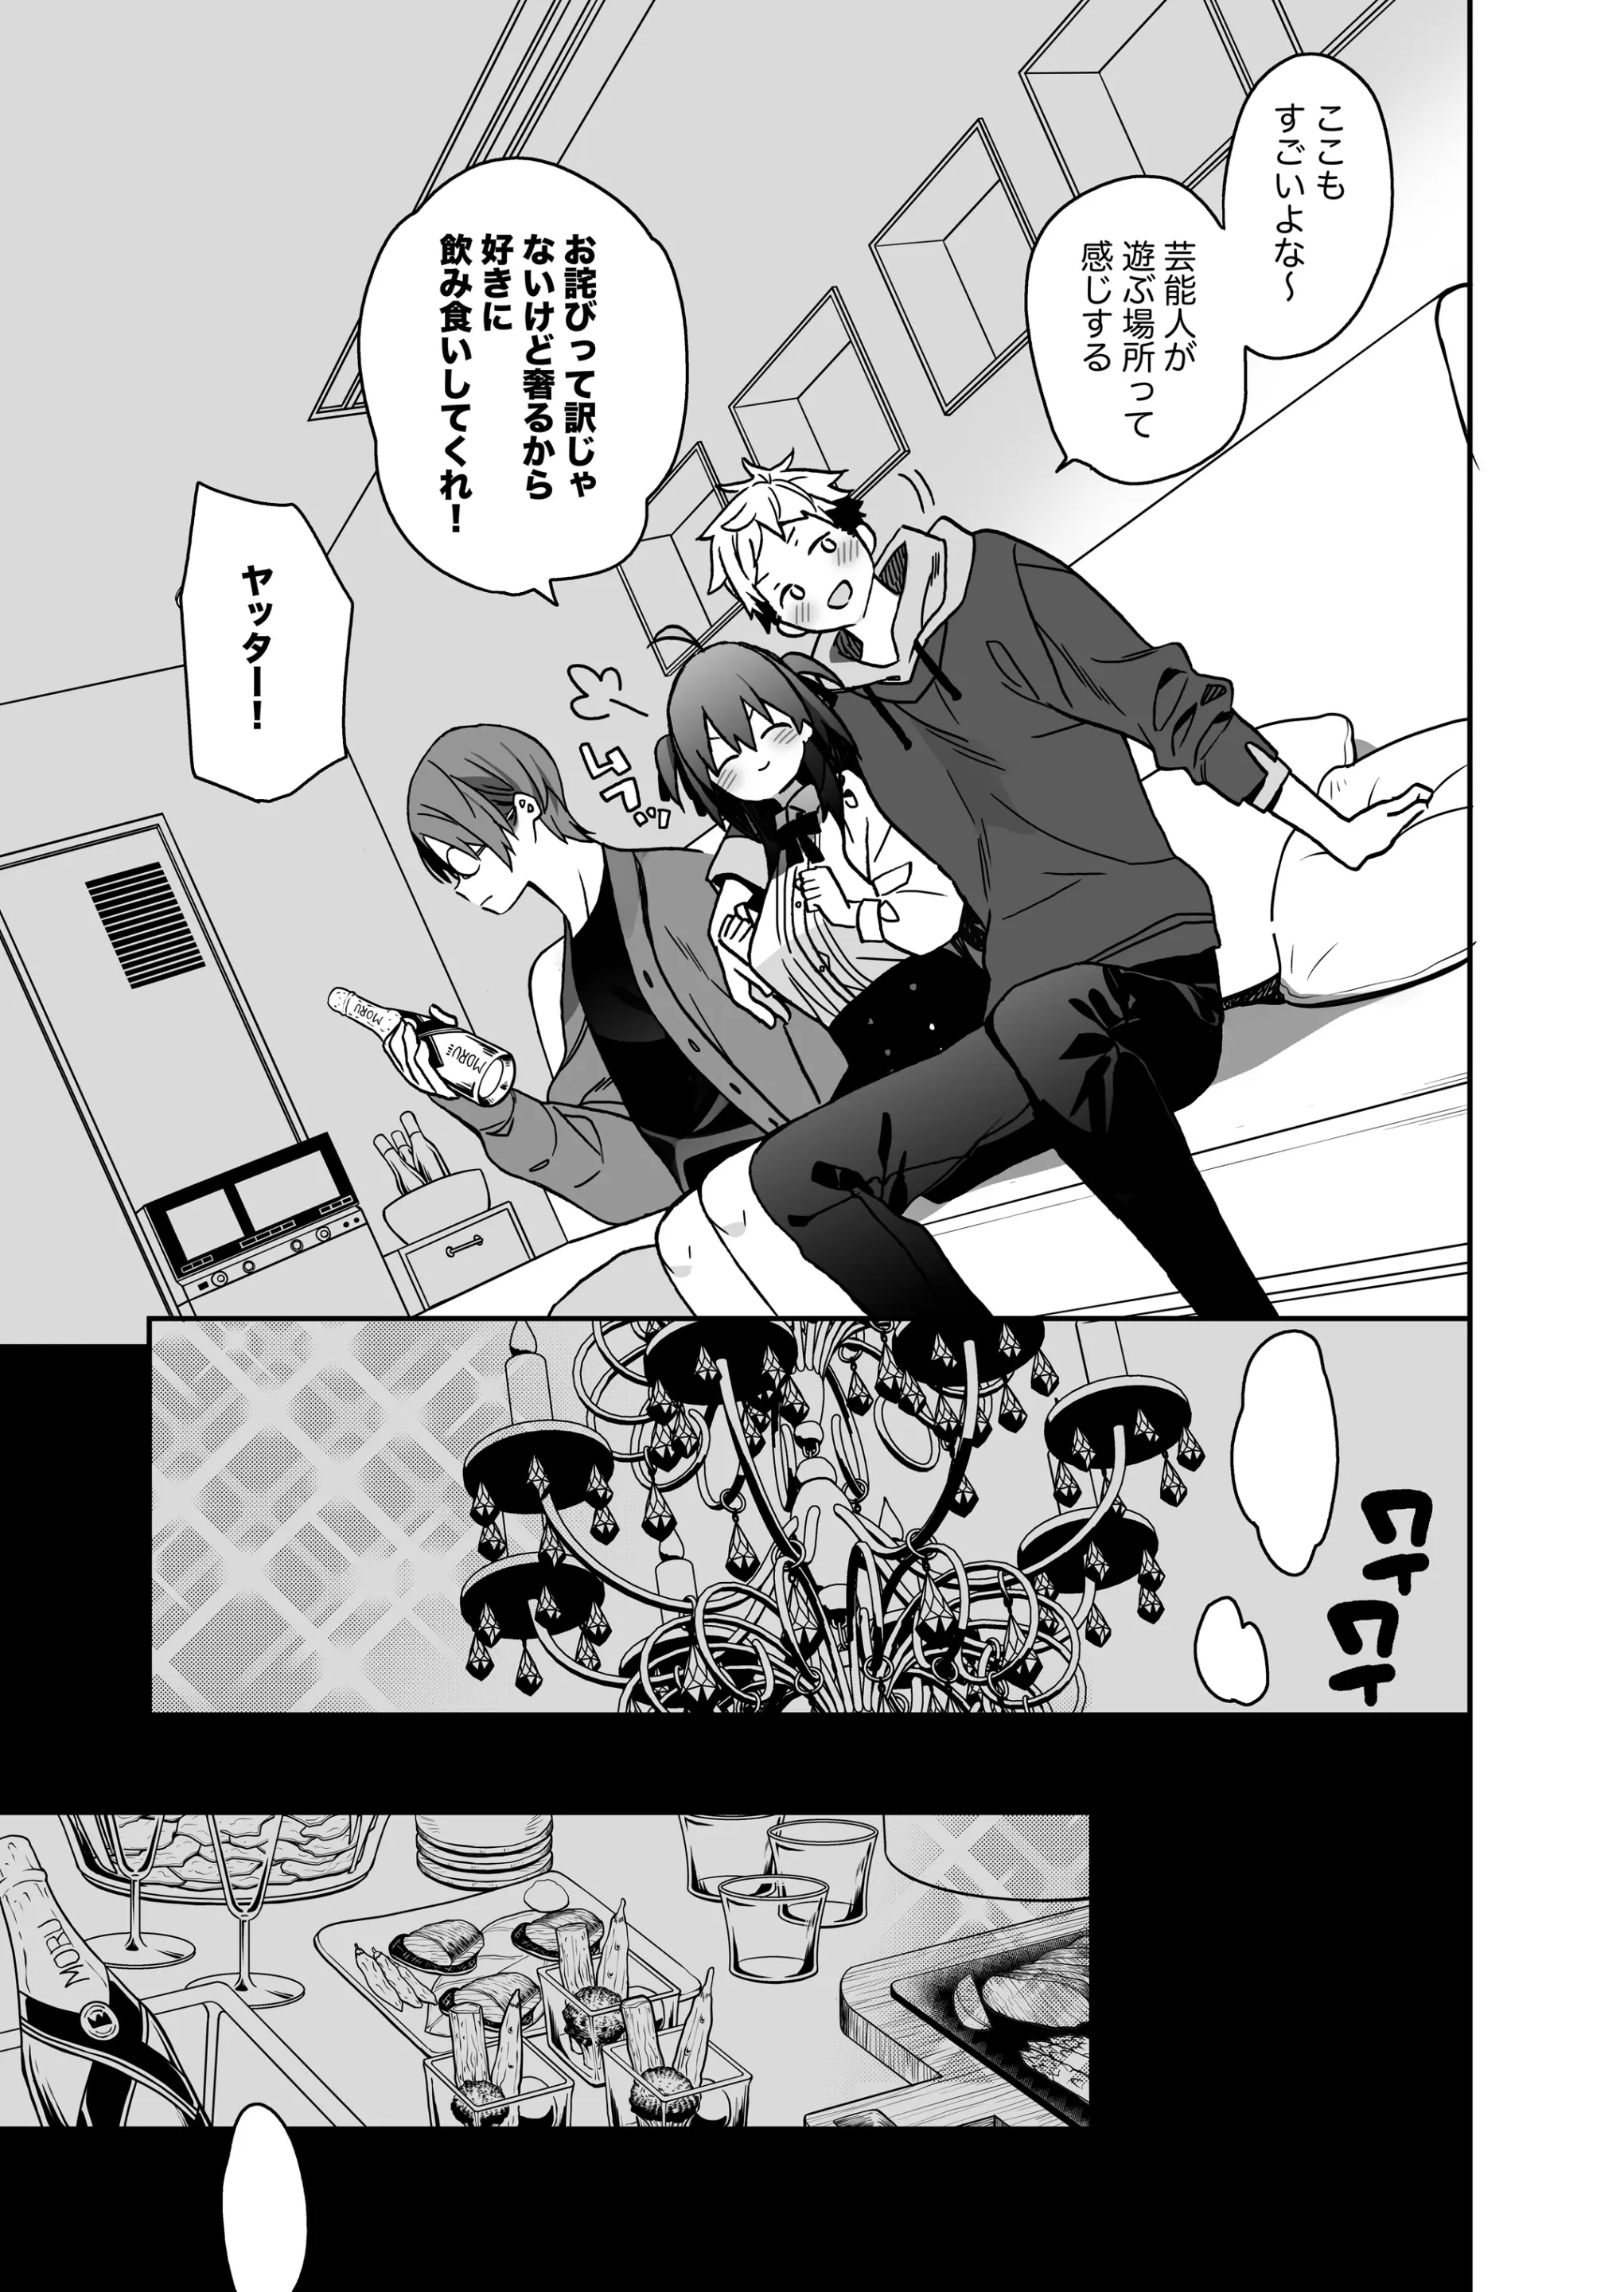 ここも
すごいよな〜
芸能人が
遊ぶ場所って
感じする
お詫びって訳じゃ
ないけど奢るから
好きに
飲み食いしてくれ！
ヤッター！
ムフ…
MORU
MORU
ワイ
ワイ
MORU